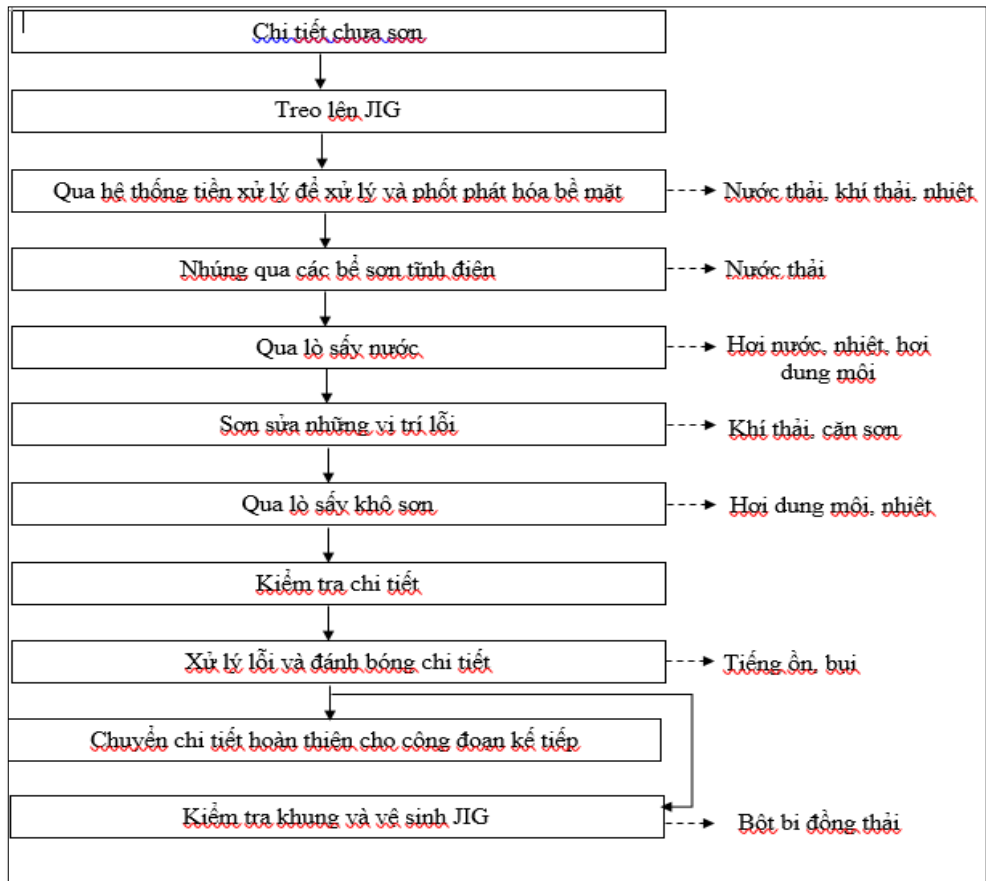 Chi tiết chưa sơn
Treo lên JIG
Qua hệ thống tiền xử lý để xử lý và phốt phát hóa bề mặt
Nước thải, khí thải, nhiệt
Nhúng qua các bể sơn tĩnh điện
Nước thải
Qua lò sấy nước
Hơi nước, nhiệt, hơi
dung môi
Sơn sửa những vị trí lỗi
Khí thải, cặn sơn
Qua lò sấy khô sơn
Hơi dung môi, nhiệt
Kiểm tra chi tiết
Xử lý lỗi và đánh bóng chi tiết
Tiếng ồn, bụi
Chuyển chi tiết hoàn thiện cho công đoạn kế tiếp
Kiểm tra khung và vệ sinh JIG
Bột bi đồng thải